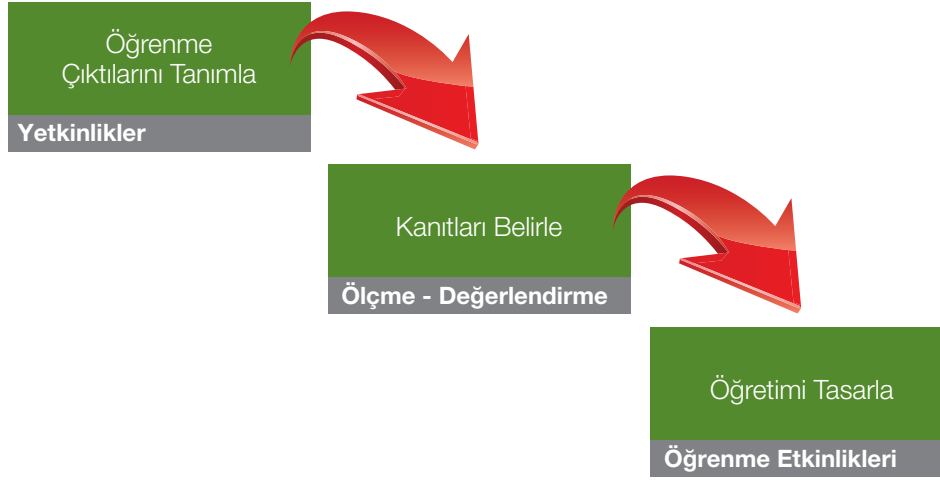 Öğrenme
Çıktılarını Tanımla
Yetkinlikler
Kanıtları Belirle
Ölçme - Değerlendirme
Öğretimi Tasarla
Öğrenme Etkinlikleri